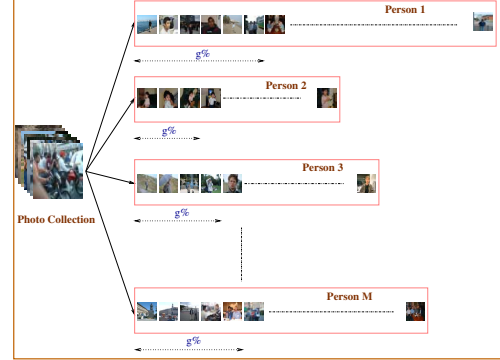 Person 1
g%
Person 2
g%
Person 3
g%
Photo Collection
Person M
g%